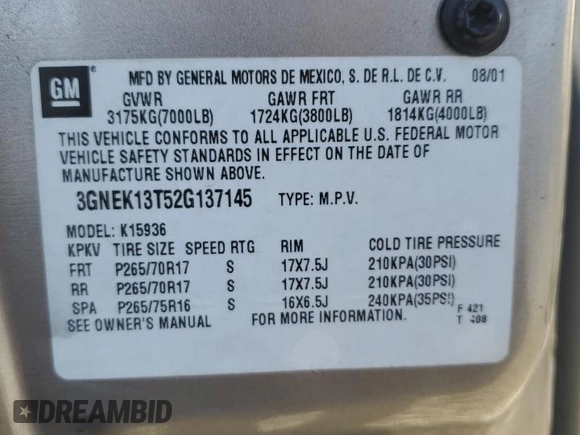 GM ® MFD BY GENERAL MOTORS DE MEXICO, S. DE R.L. DE C.V. 08/01
GVWR GAWR FRT GAWR RR
3175KG(7000LB) 1724KG(3800LB) 1814KG(4000LB)
THIS VEHICLE CONFORMS TO ALL APPLICABLE U.S. FEDERAL MOTOR
VEHICLE SAFETY STANDARDS IN EFFECT ON THE DATE OF
MANUFACTURE SHOWN ABOVE.
3GNEK13T52G137145 TYPE: M.P.V.
MODEL: K15936
KPKV TIRE SIZE SPEED RTG RIM COLD TIRE PRESSURE
FRT P265/70R17 S 17X7.5J 210KPA(30PSI)
RR P265/70R17 S 17X7.5J 210KPA(30PSI)
SPA P265/75R16 S 16X6.5J 240KPA(35PSI)
SEE OWNER'S MANUAL FOR MORE INFORMATION.
F 421
T
DREAMBID